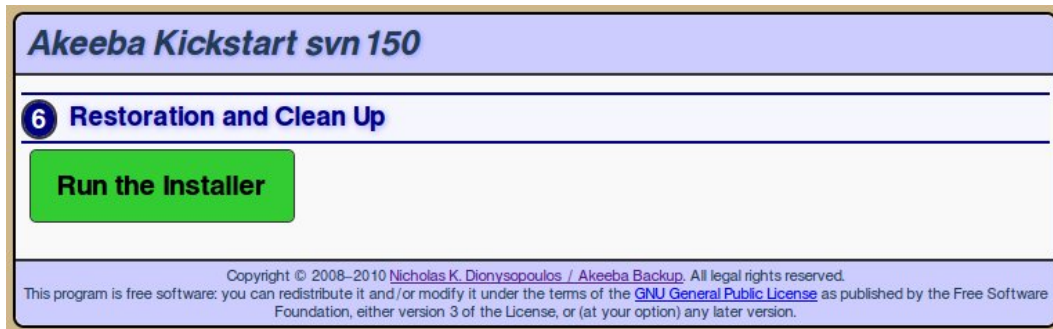 Akeeba Kickstart svn 150
6 Restoration and Clean Up
Run the Installer
Copyright © 2008–2010 Nicholas K. Dionysopoulos / Akeeba Backup. All legal rights reserved.
This program is free software: you can redistribute it and/or modify it under the terms of the GNU General Public License as published by the Free Software
Foundation, either version 3 of the License, or (at your option) any later version.